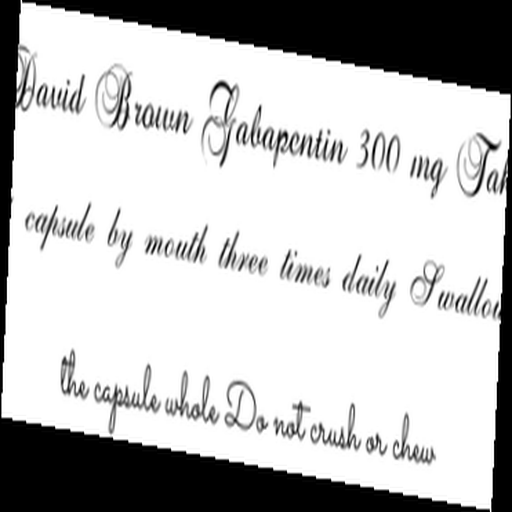 David Brown Gabapentin 300 mg
capsule by mouth three times daily
the capsule whole Do not crush or chew